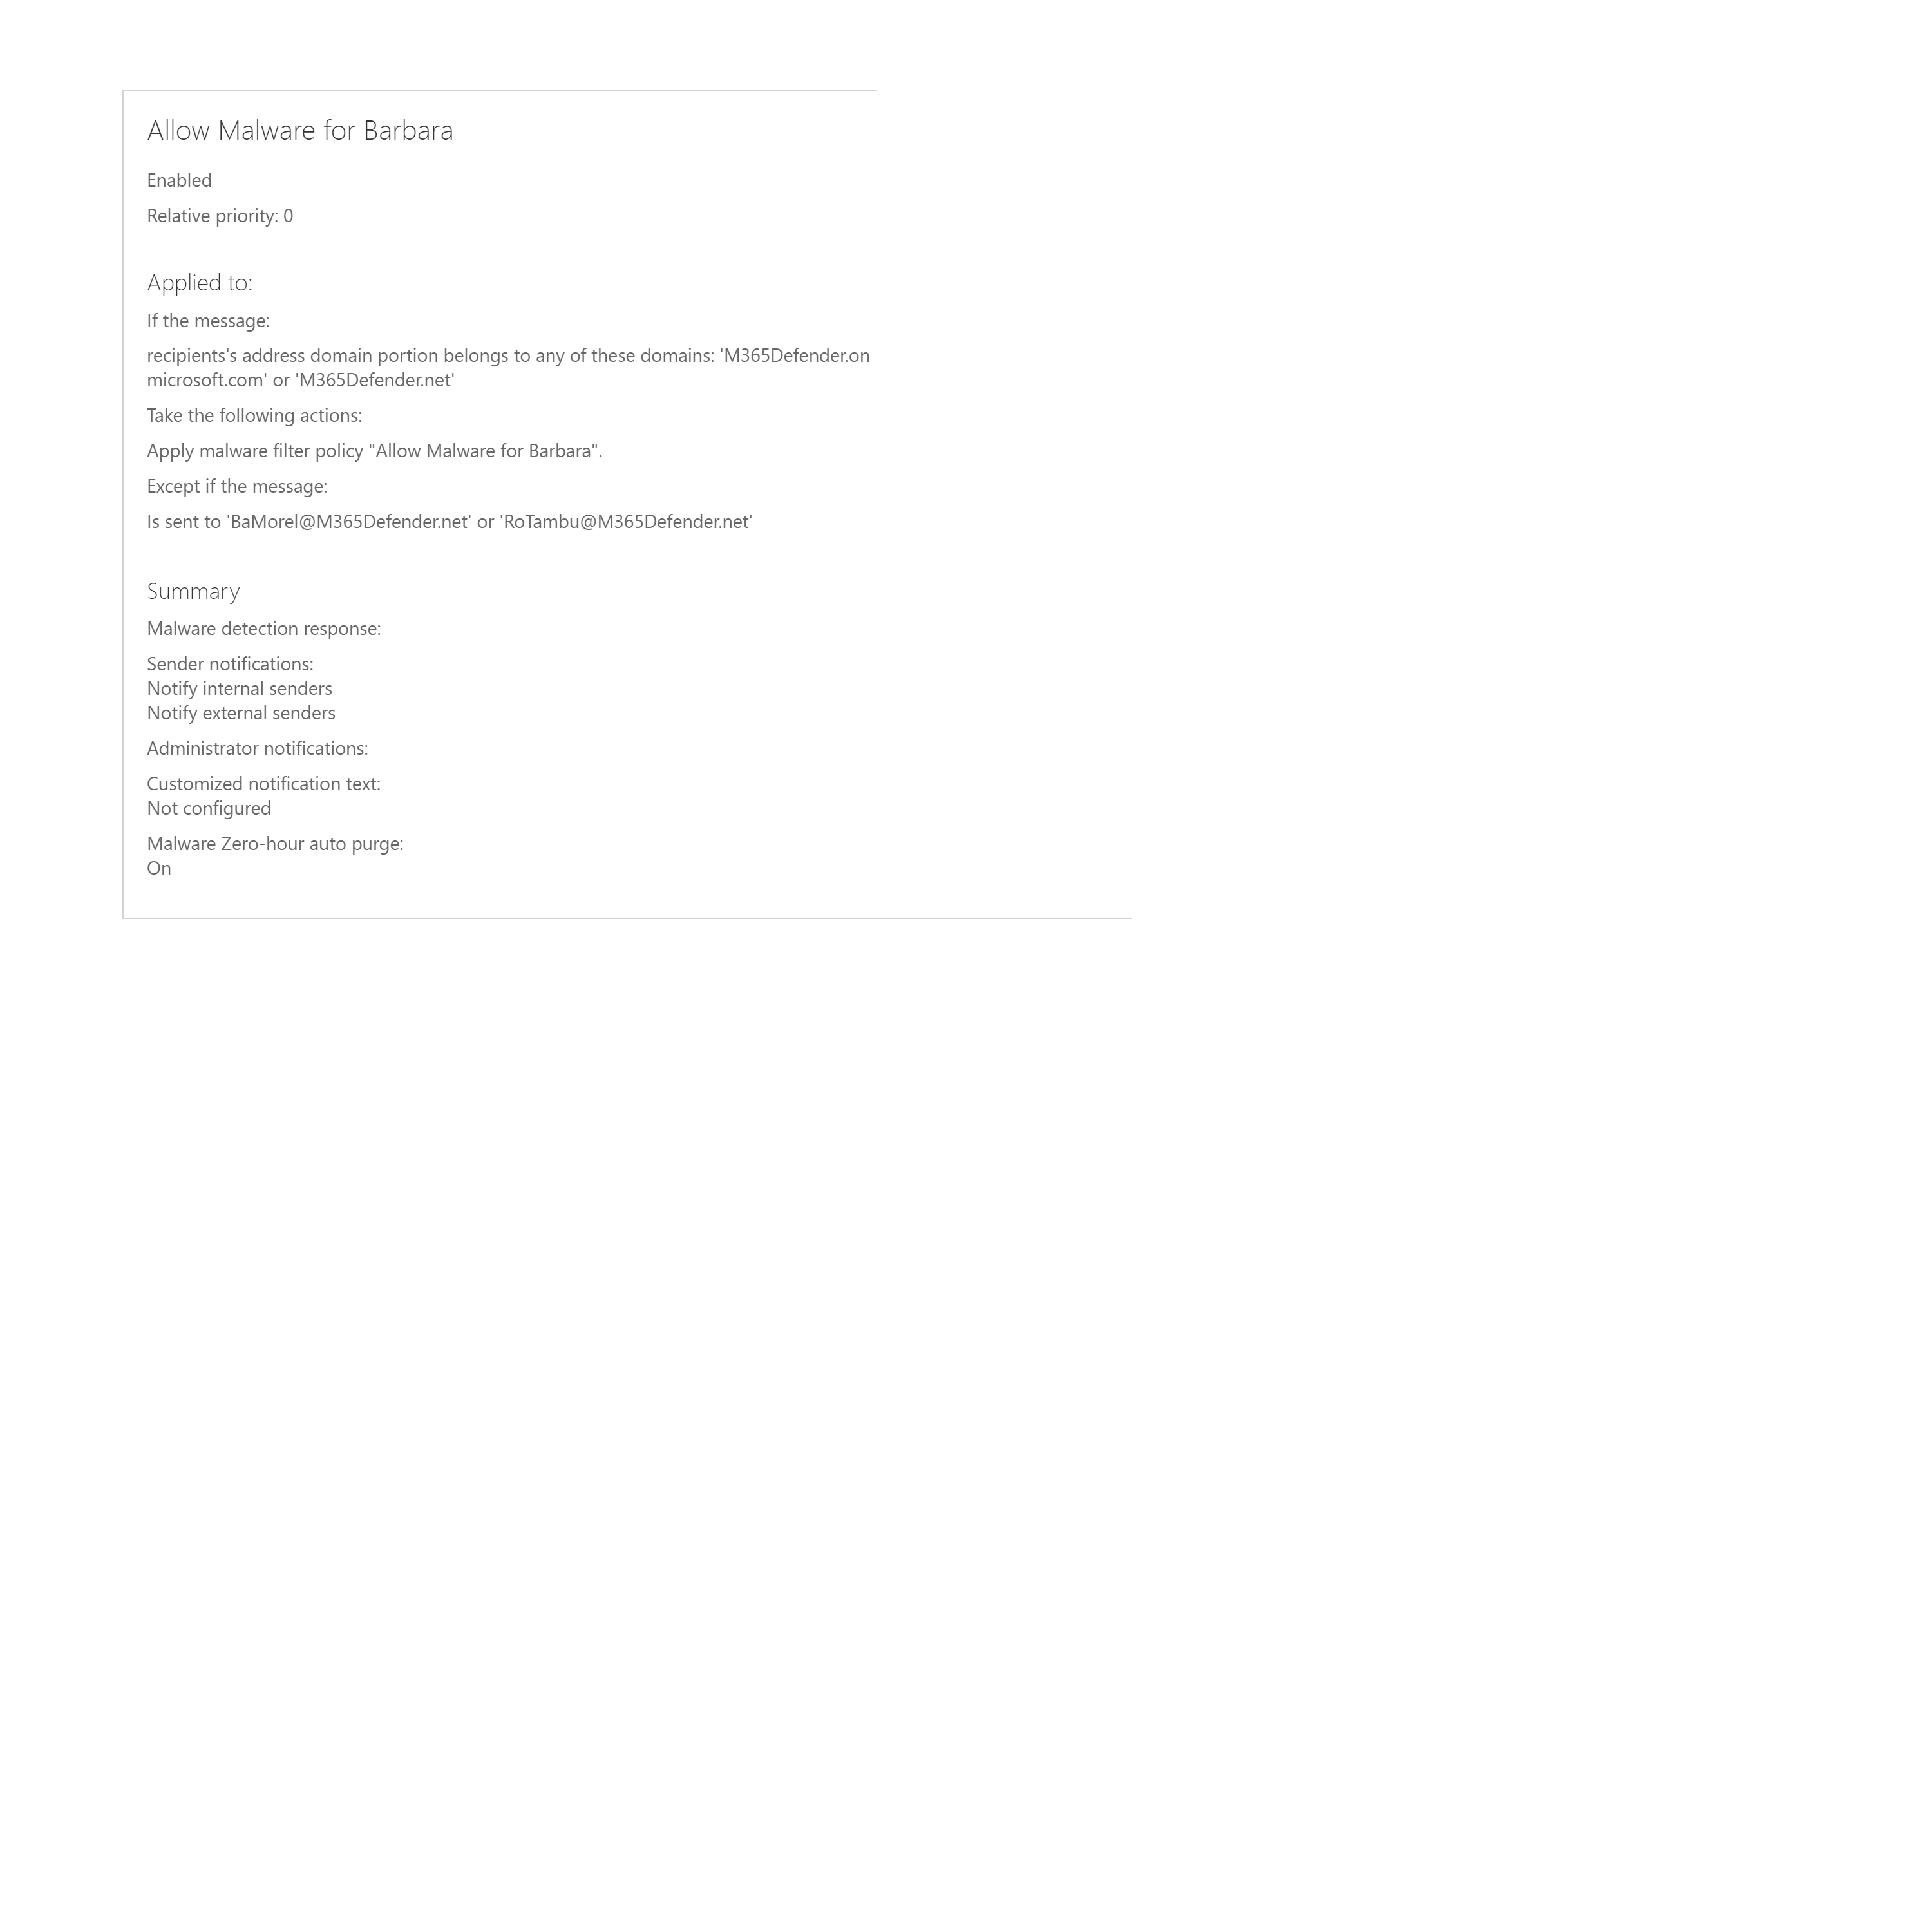 Allow Malware for Barbara
Enabled
Relative priority: 0
Applied to:
If the message:
recipients's address domain portion belongs to any of these domains: 'M365Defender.on
microsoft.com' or 'M365Defender.net'
Take the following actions:
Apply malware filter policy "Allow Malware for Barbara".
Except if the message:
Is sent to 'BaMorel@M365Defender.net' or 'RoTambu@M365Defender.net'
Summary
Malware detection response:
Sender notifications:
Notify internal senders
Notify external senders
Administrator notifications:
Customized notification text:
Not configured
Malware Zero-hour auto purge:
On